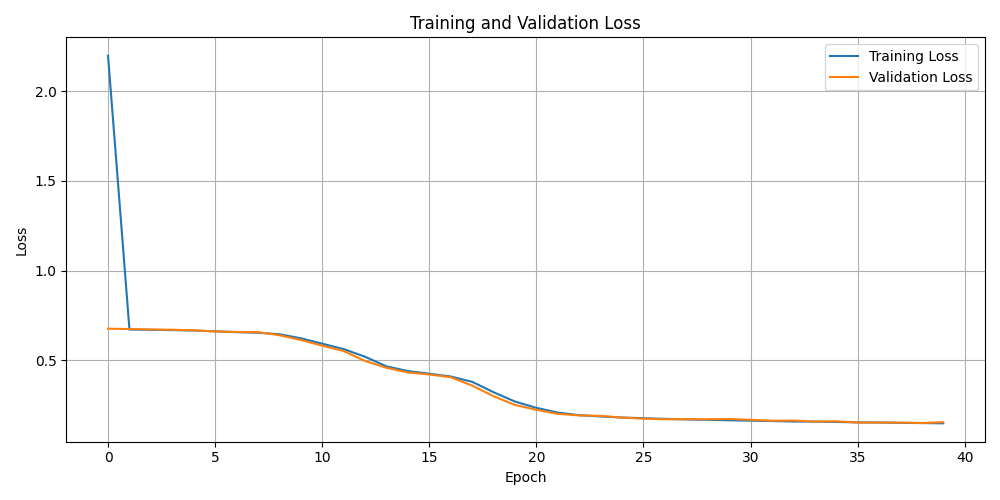 Training and Validation Loss
Training Loss
Validation Loss
2.0
1.5
1.0
0.5
Loss
0 5 10 15 20 25 30 35 40
Epoch